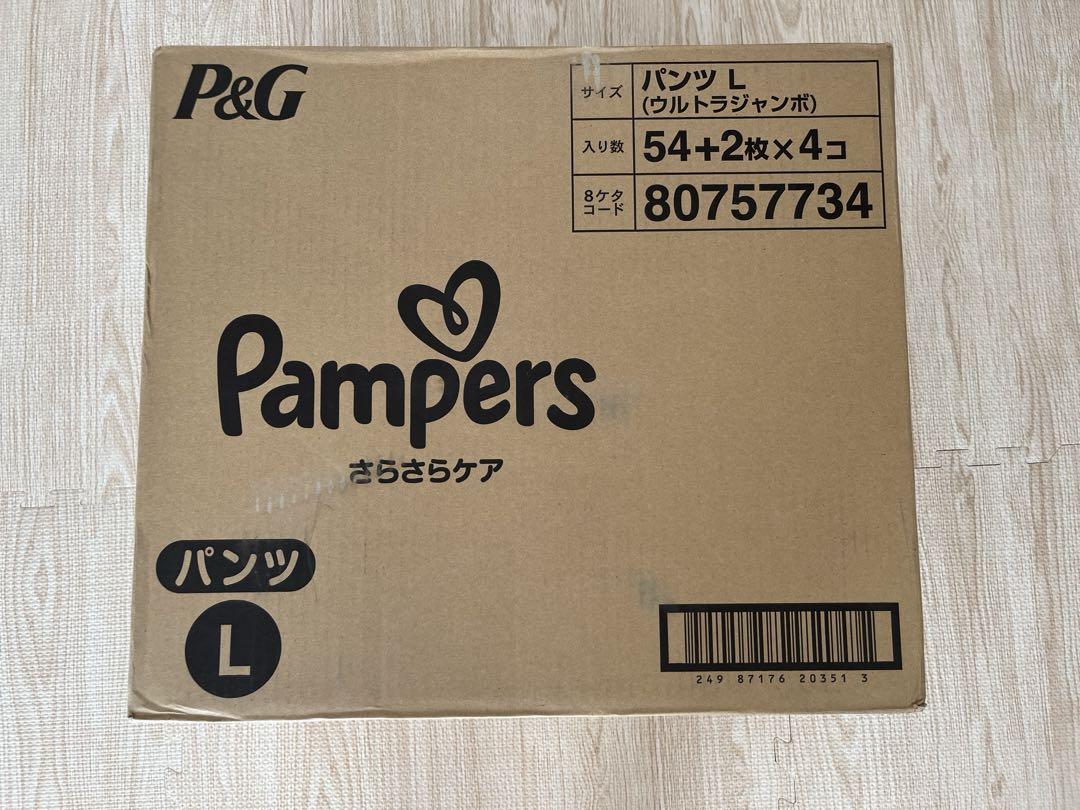 P&G
サイズ
パンツ L
(ウルトラジャンボ)
入り数
54+2枚×4コ
8ケタ
コード
80757734
Pampers
さらさらケア
パンツ
L
249 87176 20351 3